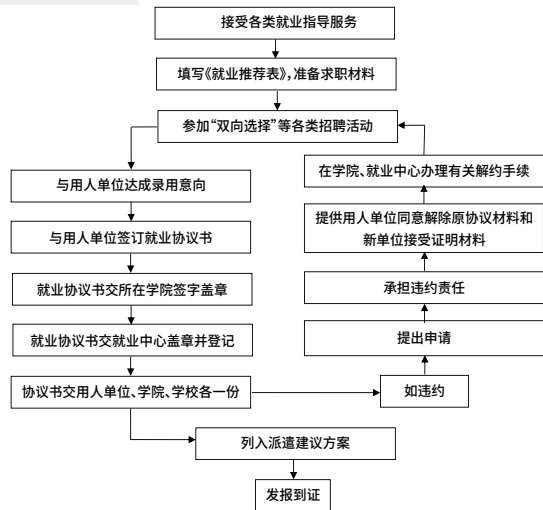 接受各类就业指导服务
填写《就业推荐表》,准备求职材料
参加“双向选择”等各类招聘活动
与用人单位达成录用意向
与用人单位签订就业协议书
就业协议书交所在学院签字盖章
就业协议书交就业中心盖章并登记
协议书交用人单位、学院、学校各一份
如违约
提出申请
承担违约责任
提供用人单位同意解除原协议材料和
新单位接受证明材料
在学院、就业中心办理有关解约手续
列入派遣建议方案
发报到证